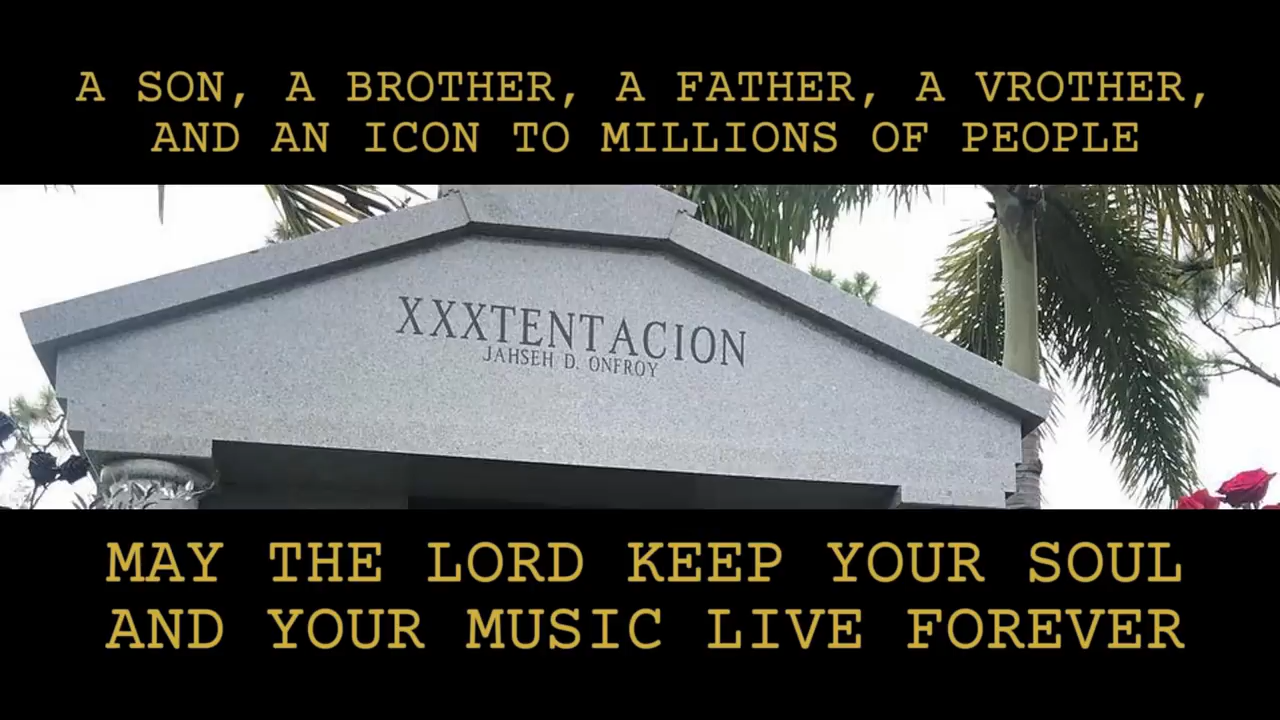 A SON, A BROTHER, A FATHER, A VROTHER,
AND AN ICON TO MILLIONS OF PEOPLE
XXXTENTACION
JAHSEH D. ONFROY
MAY THE LORD KEEP YOUR SOUL
AND YOUR MUSIC LIVE FOREVER